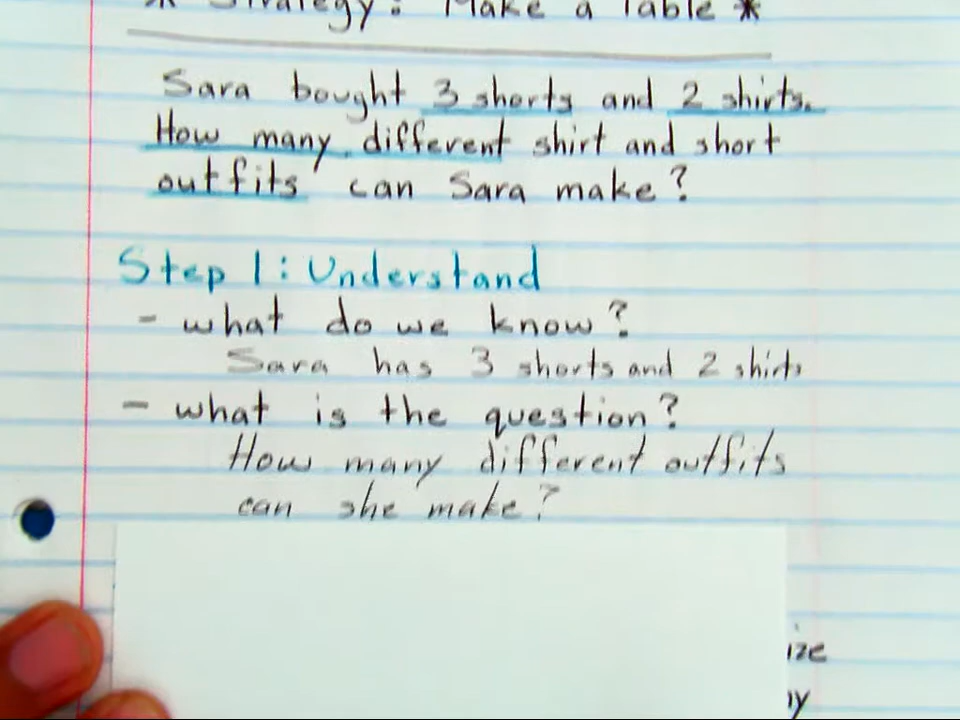 * Strategy: Make a Table *
Sara bought 3 shorts and 2 shirts.
How many different shirt and short
outfits can Sara make?
Step 1: Understand
- what do we know?
Sara has 3 shorts and 2 shirts
- what is the question?
How many different outfits
can she make?
ize
ny